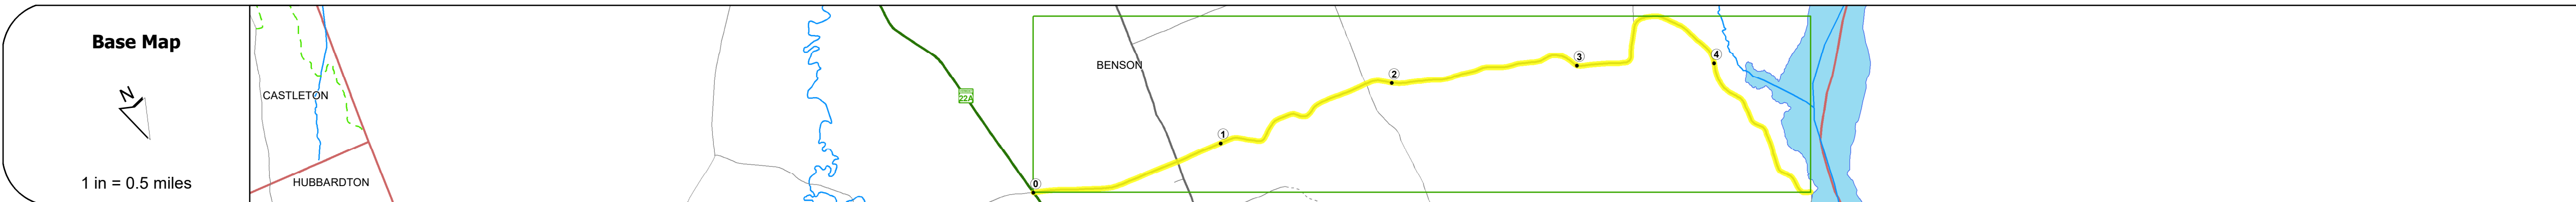 Base Map
N
1 in = 0.5 miles
CASTLETON
HUBBARDTON
22A
BENSON
0
1
2
3
4